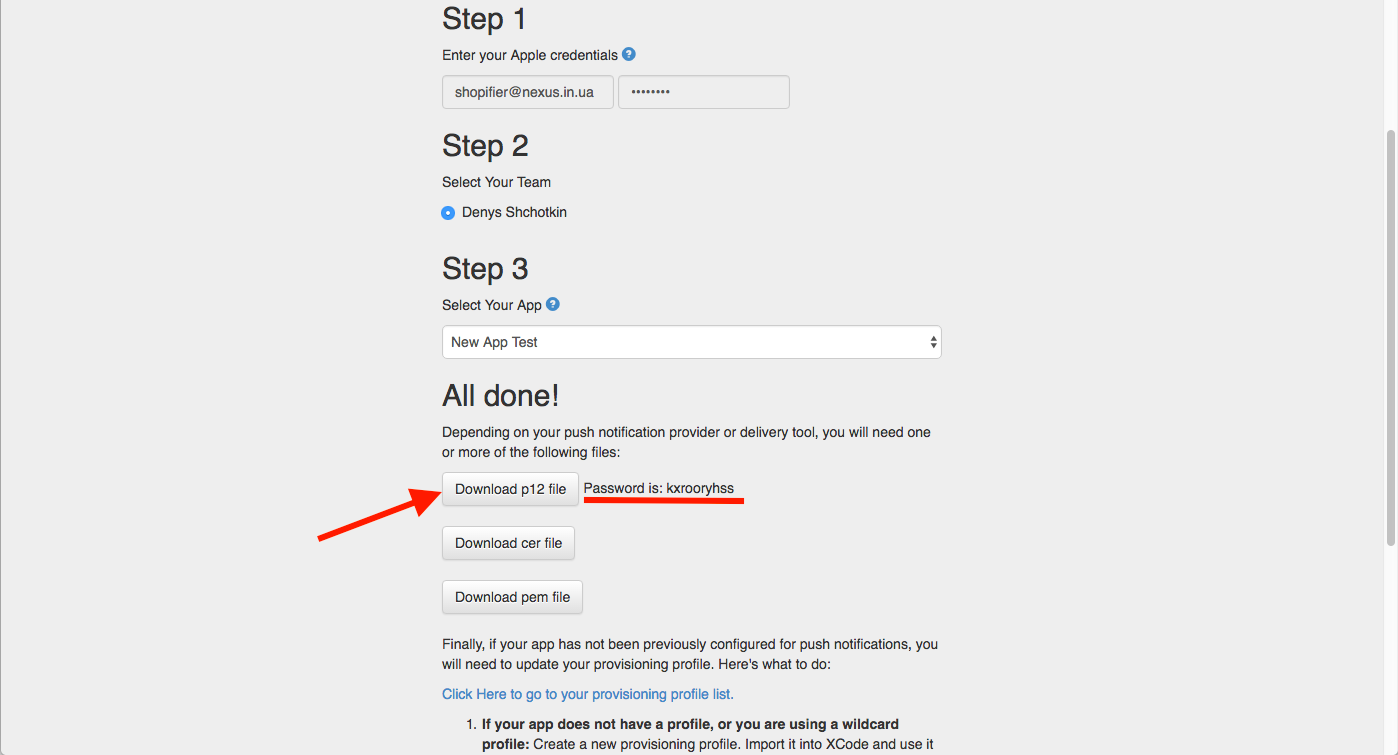 Step 1
Enter your Apple credentials ?
shopifier@nexus.in.ua ••••••••
Step 2
Select Your Team
Denys Shchotkin
Step 3
Select Your App ?
New App Test
All done!
Depending on your push notification provider or delivery tool, you will need one
or more of the following files:
Download p12 file Password is: kxrooryhss
Download cer file
Download pem file
Finally, if your app has not been previously configured for push notifications, you
will need to update your provisioning profile. Here's what to do:
Click Here to go to your provisioning profile list.
1. If your app does not have a profile, or you are using a wildcard
profile: Create a new provisioning profile. Import it into XCode and use it